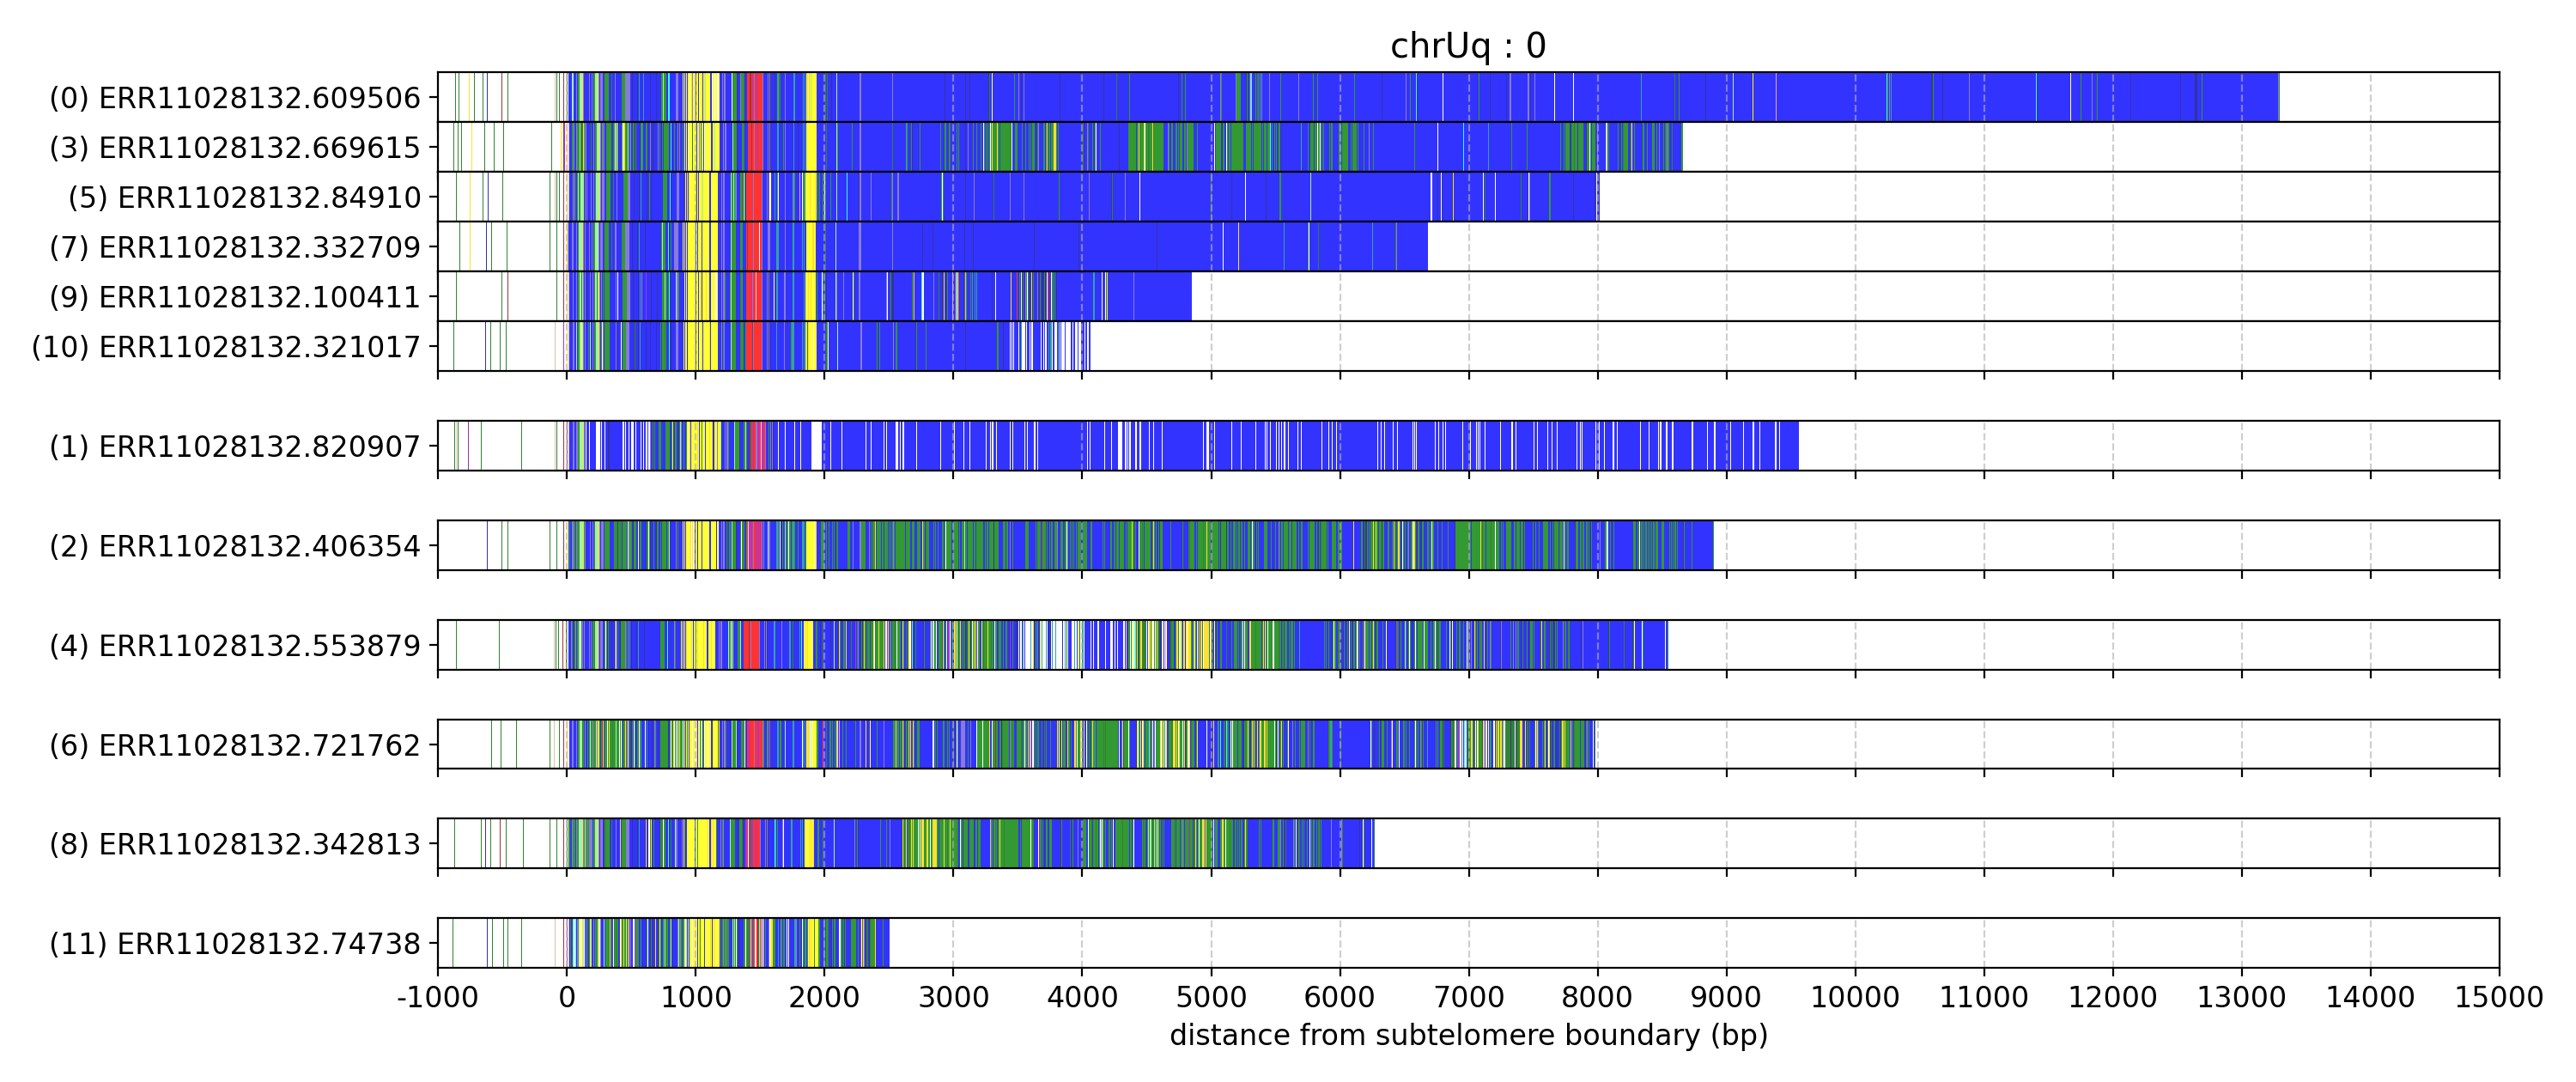 chrUq : 0
(0) ERR11028132.609506
(3) ERR11028132.669615
(5) ERR11028132.84910
(7) ERR11028132.332709
(9) ERR11028132.100411
(10) ERR11028132.321017
(1) ERR11028132.820907
(2) ERR11028132.406354
(4) ERR11028132.553879
(6) ERR11028132.721762
(8) ERR11028132.342813
(11) ERR11028132.74738
-1000 0 1000 2000 3000 4000 5000 6000 7000 8000 9000 10000 11000 12000 13000 14000 15000
distance from subtelomere boundary (bp)